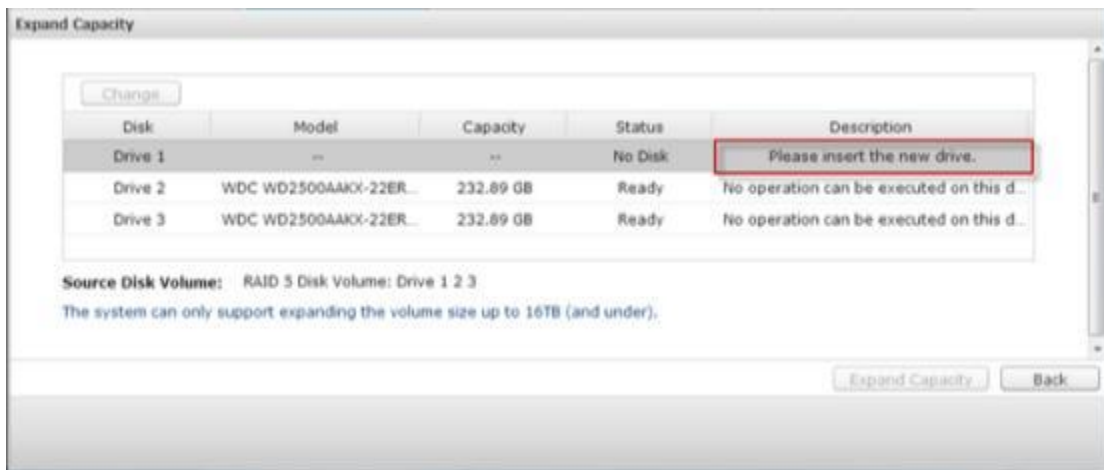 Expand Capacity
Change
Disk Model Capacity Status Description
Drive 1 -- -- No Disk Please insert the new drive.
Drive 2 WDC WD2500AAKX-22ER... 232.89 GB Ready No operation can be executed on this d...
Drive 3 WDC WD2500AAKX-22ER... 232.89 GB Ready No operation can be executed on this d...
Source Disk Volume: RAID 5 Disk Volume: Drive 1 2 3
The system can only support expanding the volume size up to 16TB (and under).
Expand Capacity Back